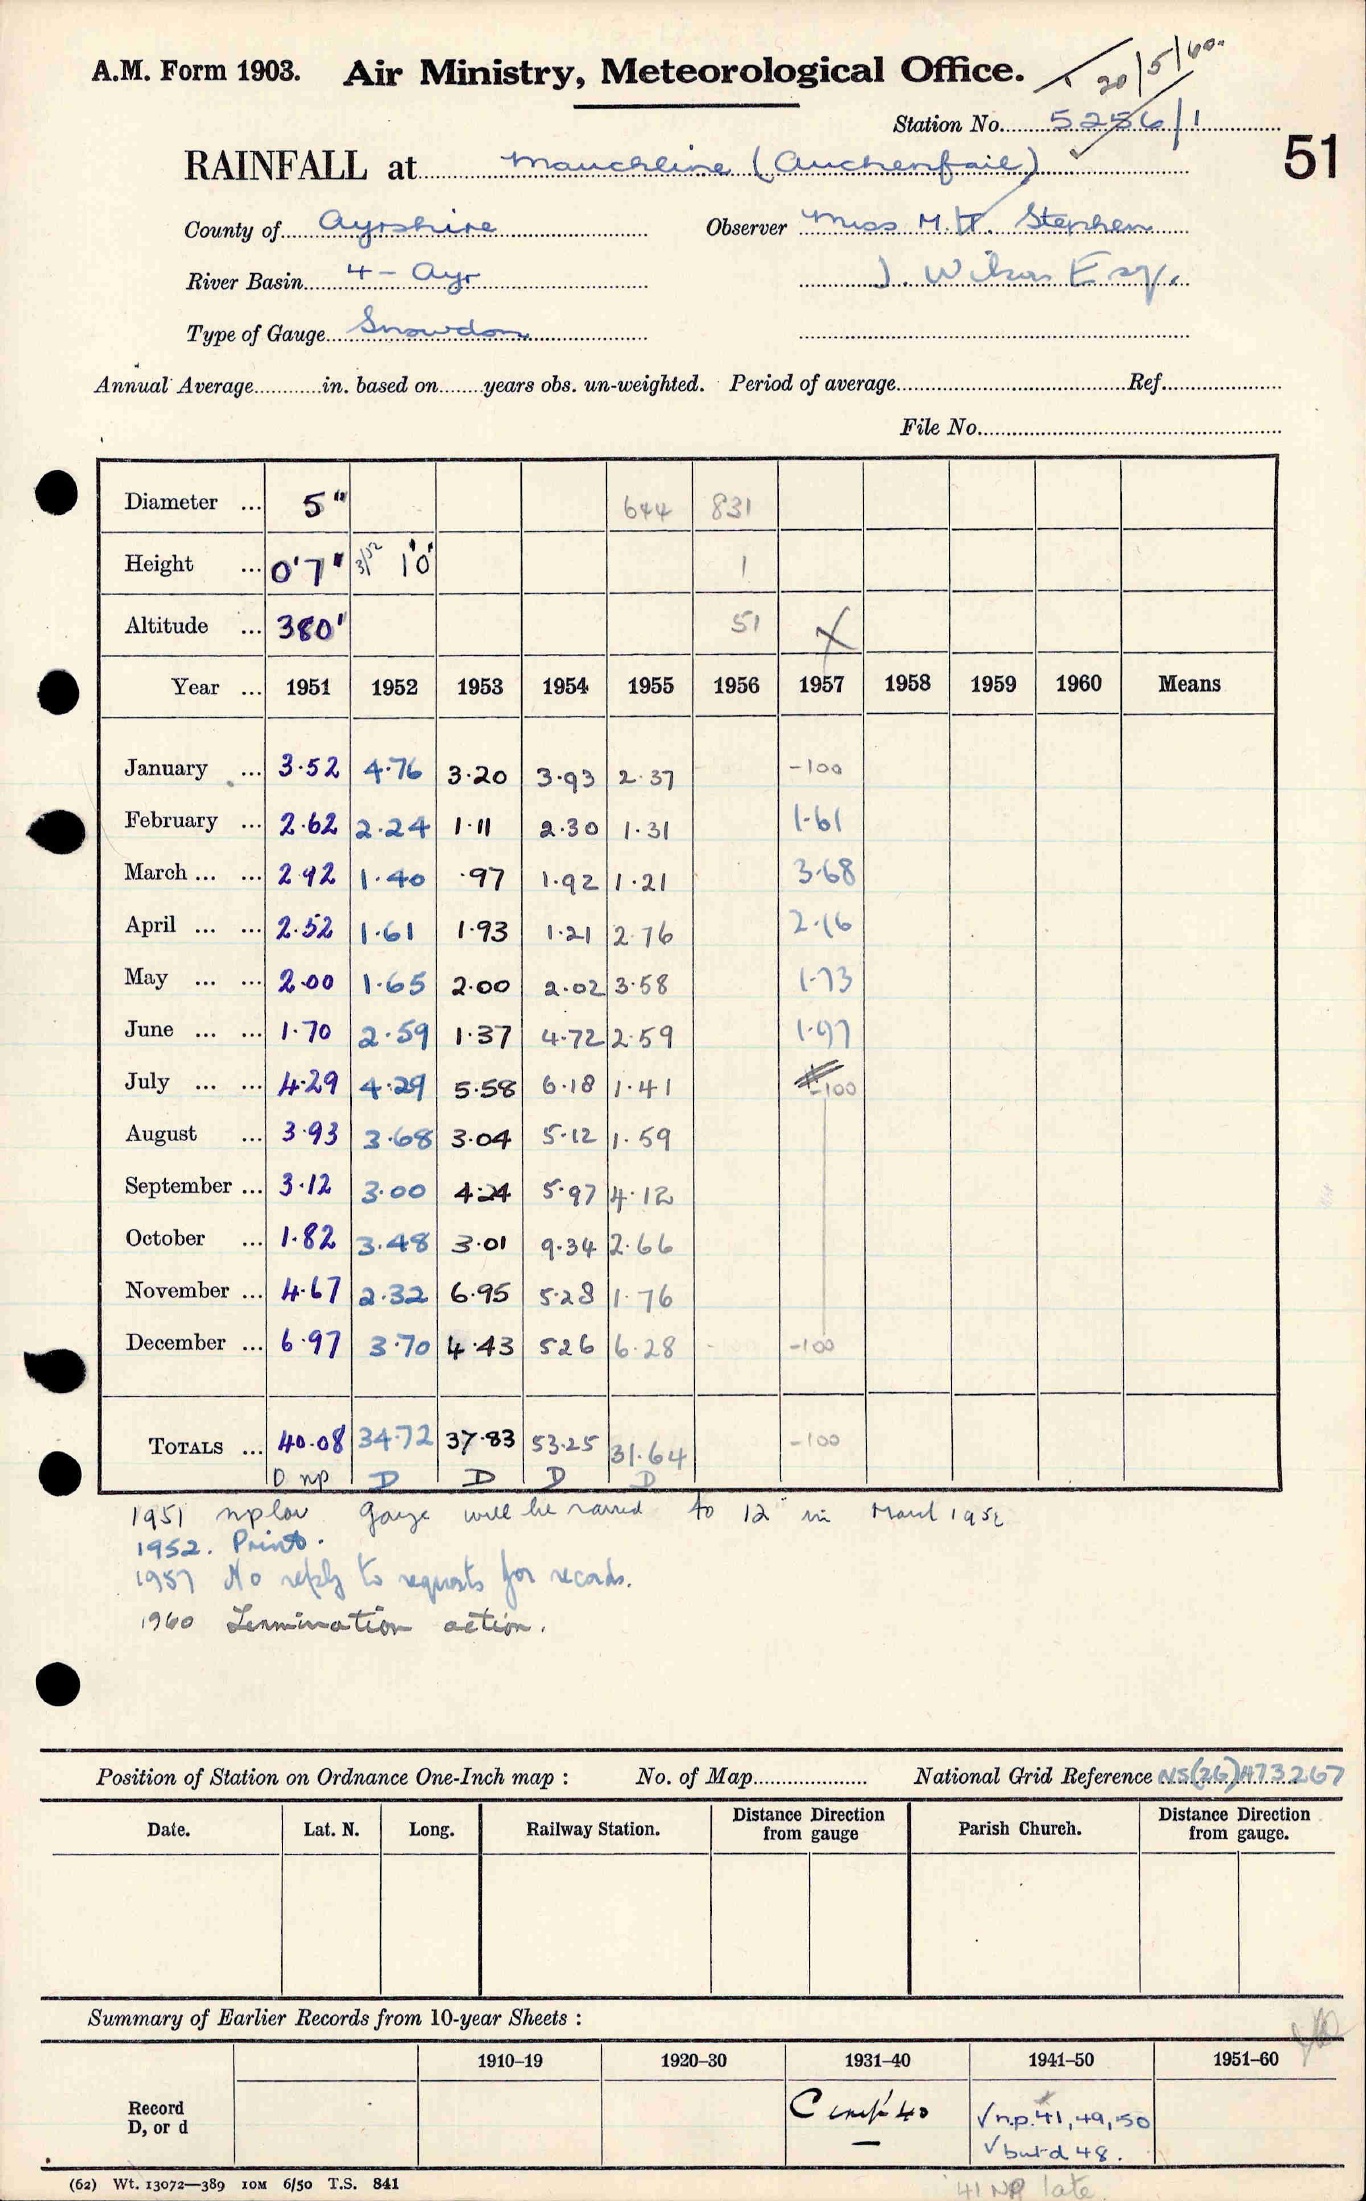 A.M. Form 1903. Air Ministry, Meteorological Office. 20/5/60.
Station No. 5256/1
51
RAINFALL at Mauchline (Auchenfail)
County of Ayrshire Observer Miss M.H. Stephen
River Basin 4 - Ayr J. Wilson Esq.
Type of Gauge Snowdon
Annual Average in. based on years obs. un-weighted. Period of average Ref.
File No.
Diameter ... 5" 644 831
Height ... 0'7" 3/52 1'0" 1
Altitude ... 380' 51 X
Year ... 1951 1952 1953 1954 1955 1956 1957 1958 1959 1960 Means
January ... 3.52 4.76 3.20 3.93 2.37 -100
February ... 2.62 2.24 1.11 2.30 1.31 1.61
March ... ... 2.92 1.40 .97 1.92 1.21 3.68
April ... ... 2.52 1.61 1.93 1.21 2.76 2.16
May ... ... 2.00 1.65 2.00 2.02 3.58 1.73
June ... ... 1.70 2.59 1.37 4.72 2.59 1.97
July ... ... 4.29 4.29 5.58 6.18 1.41 -100
August ... 3.93 3.68 3.04 5.12 1.59
September ... 3.12 3.00 4.24 5.97 4.12
October ... 1.82 3.48 3.01 9.34 2.66
November ... 4.67 2.32 6.95 5.28 1.76
December ... 6.97 3.70 4.43 5.26 6.28 -100
TOTALS ... 40.08 34.72 37.83 53.25 31.64 -100
D np D D D D
1951 np low Gauge will be raised to 12" in March 1952
1952. Print.
1957 No reply to requests for records.
1960 Termination action.
Position of Station on Ordnance One-Inch map : No. of Map National Grid Reference NS(26)473267
Date. Lat. N. Long. Railway Station. Distance Direction from gauge Parish Church. Distance Direction from gauge.
Summary of Earlier Records from 10-year Sheets :
1910–19 1920–30 1931–40 1941–50 1951–60
Record
D, or d
C 40
√ n.p. 41, 49, 50
√ but d 48.
(62) Wt. 13072—389 10M 6/50 T.S. 841
41 NP late